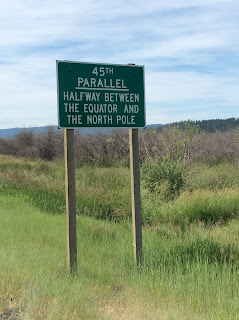 45TH
PARALLEL
HALFWAY BETWEEN
THE EQUATOR AND
THE NORTH POLE